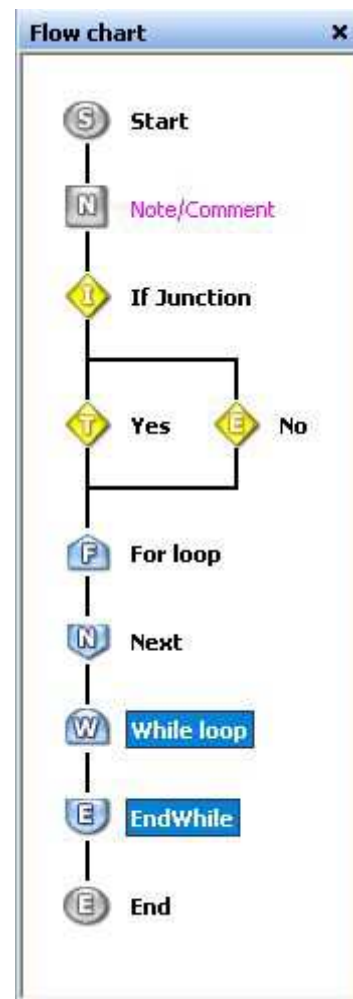 Flow chart ×
S Start
N Note/Comment
I If Junction
T Yes E No
F For loop
N Next
W While loop
E EndWhile
E End